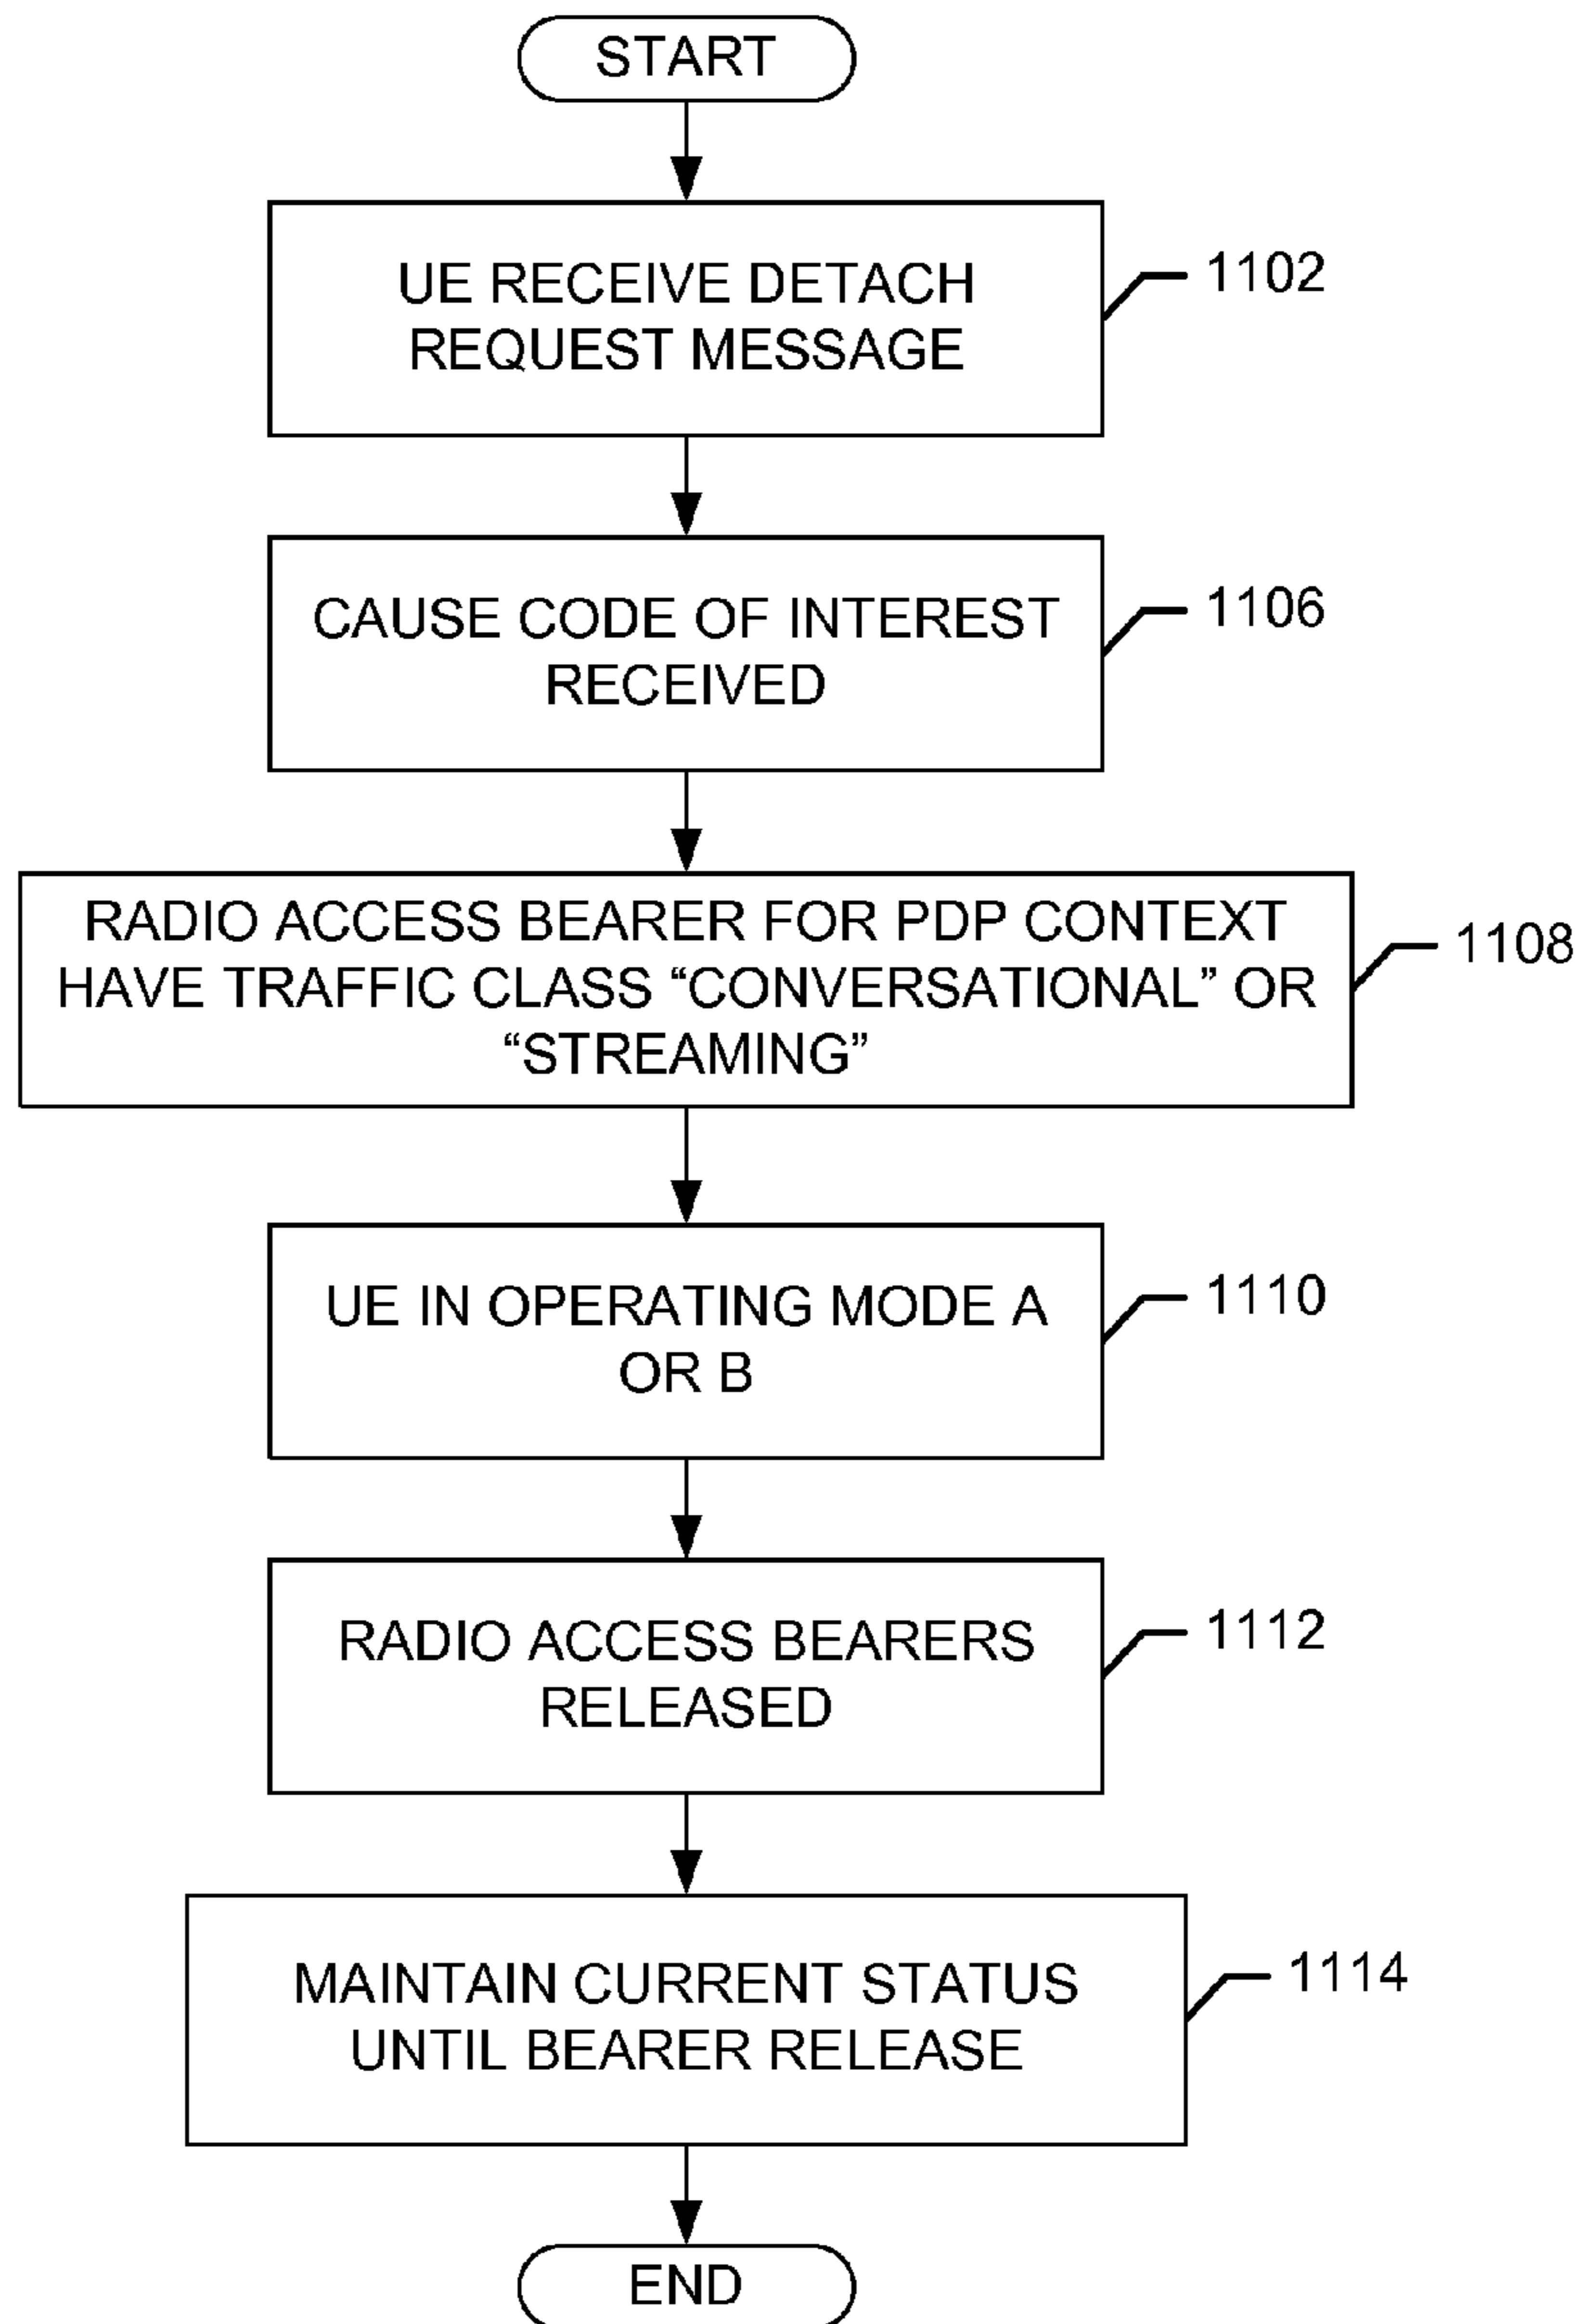 START
UE RECEIVE DETACH
REQUEST MESSAGE
1102
CAUSE CODE OF INTEREST
RECEIVED
1106
RADIO ACCESS BEARER FOR PDP CONTEXT
HAVE TRAFFIC CLASS “CONVERSATIONAL” OR
“STREAMING”
1108
UE IN OPERATING MODE A
OR B
1110
RADIO ACCESS BEARERS
RELEASED
1112
MAINTAIN CURRENT STATUS
UNTIL BEARER RELEASE
1114
END